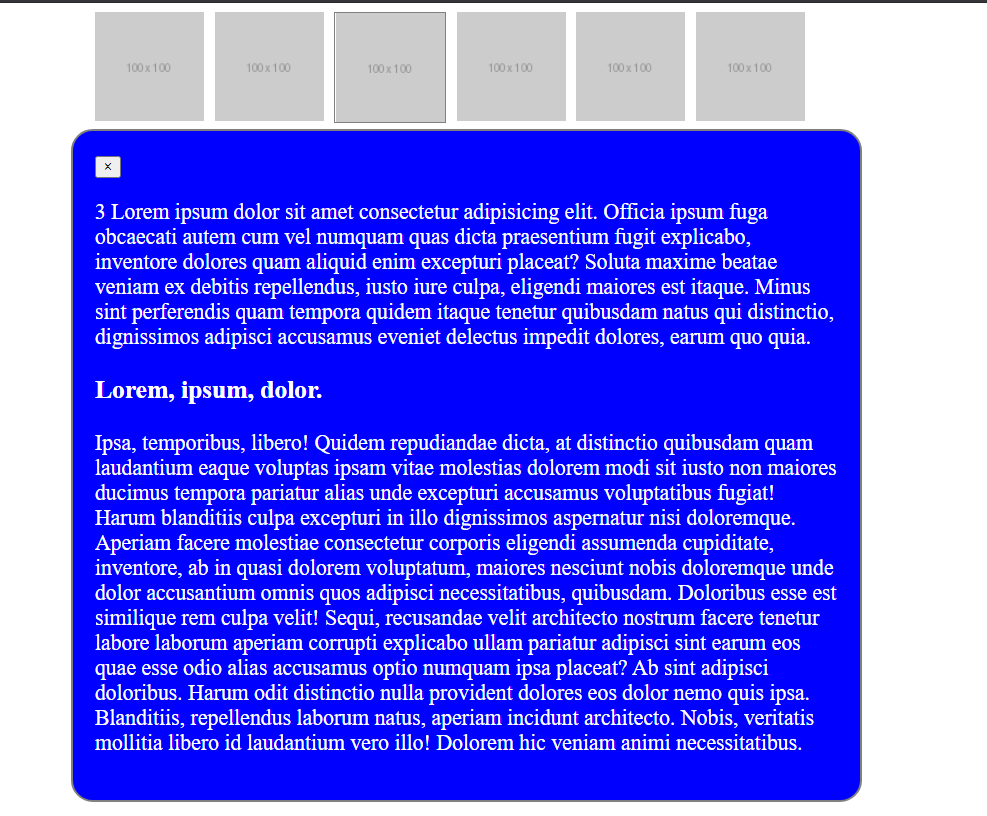 100 x 100 100 x 100 100 x 100 100 x 100 100 x 100 100 x 100
×
3 Lorem ipsum dolor sit amet consectetur adipisicing elit. Officia ipsum fuga
obcaecati autem cum vel numquam quas dicta praesentium fugit explicabo,
inventore dolores quam aliquid enim excepturi placeat? Soluta maxime beatae
veniam ex debitis repellendus, iusto iure culpa, eligendi maiores est itaque. Minus
sint perferendis quam tempora quidem itaque tenetur quibusdam natus qui distinctio,
dignissimos adipisci accusamus eveniet delectus impedit dolores, earum quo quia.
Lorem, ipsum, dolor.
Ipsa, temporibus, libero! Quidem repudiandae dicta, at distinctio quibusdam quam
laudantium eaque voluptas ipsam vitae molestias dolorem modi sit iusto non maiores
ducimus tempora pariatur alias unde excepturi accusamus voluptatibus fugiat!
Harum blanditiis culpa excepturi in illo dignissimos aspernatur nisi doloremque.
Aperiam facere molestiae consectetur corporis eligendi assumenda cupiditate,
inventore, ab in quasi dolorem voluptatum, maiores nesciunt nobis doloremque unde
dolor accusantium omnis quos adipisci necessitatibus, quibusdam. Doloribus esse est
similique rem culpa velit! Sequi, recusandae velit architecto nostrum facere tenetur
labore laborum aperiam corrupti explicabo ullam pariatur adipisci sint earum eos
quae esse odio alias accusamus optio numquam ipsa placeat? Ab sint adipisci
doloribus. Harum odit distinctio nulla provident dolores eos dolor nemo quis ipsa.
Blanditiis, repellendus laborum natus, aperiam incidunt architecto. Nobis, veritatis
mollitia libero id laudantium vero illo! Dolorem hic veniam animi necessitatibus.